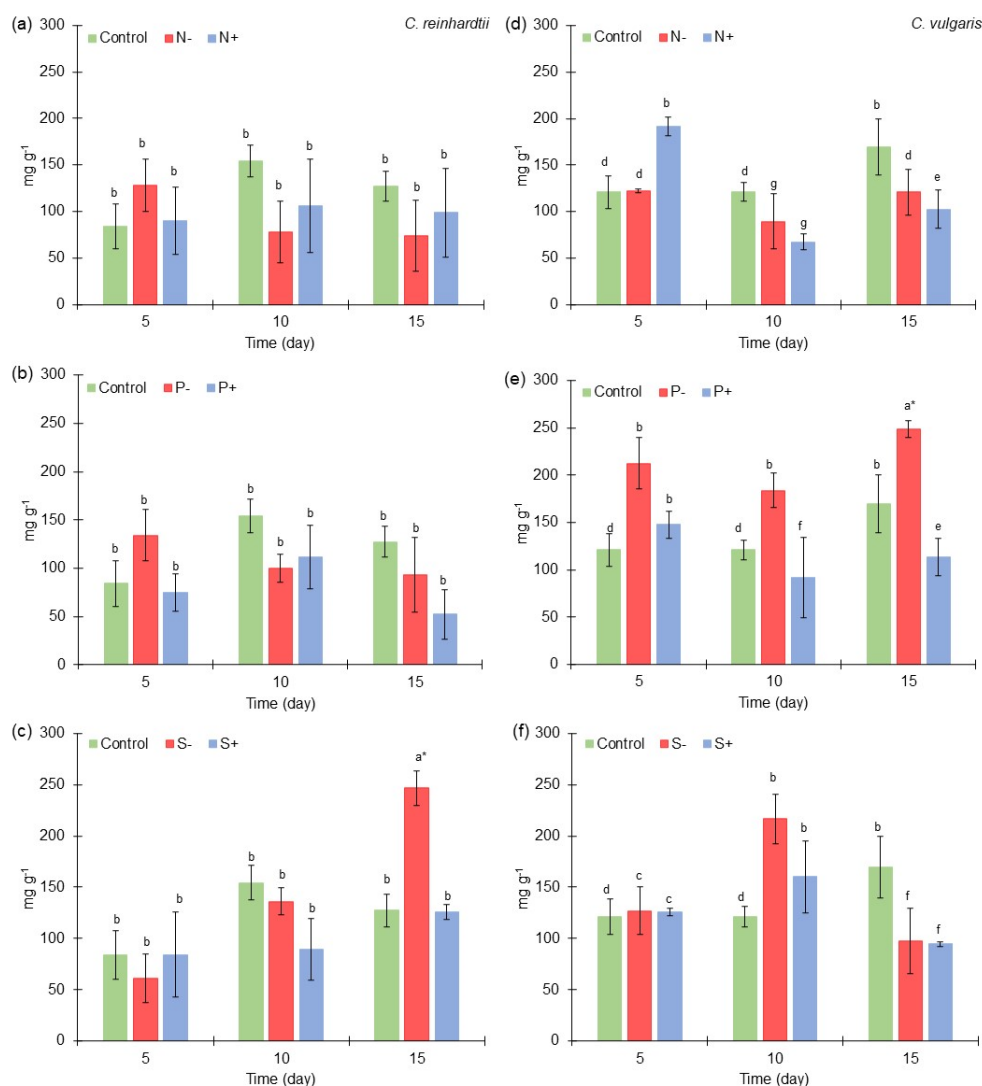 (a) C. reinhardtii
Control N- N+
300
250
200
150
100
50
0
mg g-1
b b b b b b b b b
5 10 15
Time (day)
(d) C. vulgaris
Control N- N+
300
250
200
150
100
50
0
mg g-1
d d b d g g b d e
5 10 15
Time (day)
(b)
Control P- P+
300
250
200
150
100
50
0
mg g-1
b b b b b b b b b
5 10 15
Time (day)
(e)
Control P- P+
300
250
200
150
100
50
0
mg g-1
d b b d b f b a* e
5 10 15
Time (day)
(c)
Control S- S+
300
250
200
150
100
50
0
mg g-1
b b b b b b b a* b
5 10 15
Time (day)
(f)
Control S- S+
300
250
200
150
100
50
0
mg g-1
d c c d b b b f f
5 10 15
Time (day)